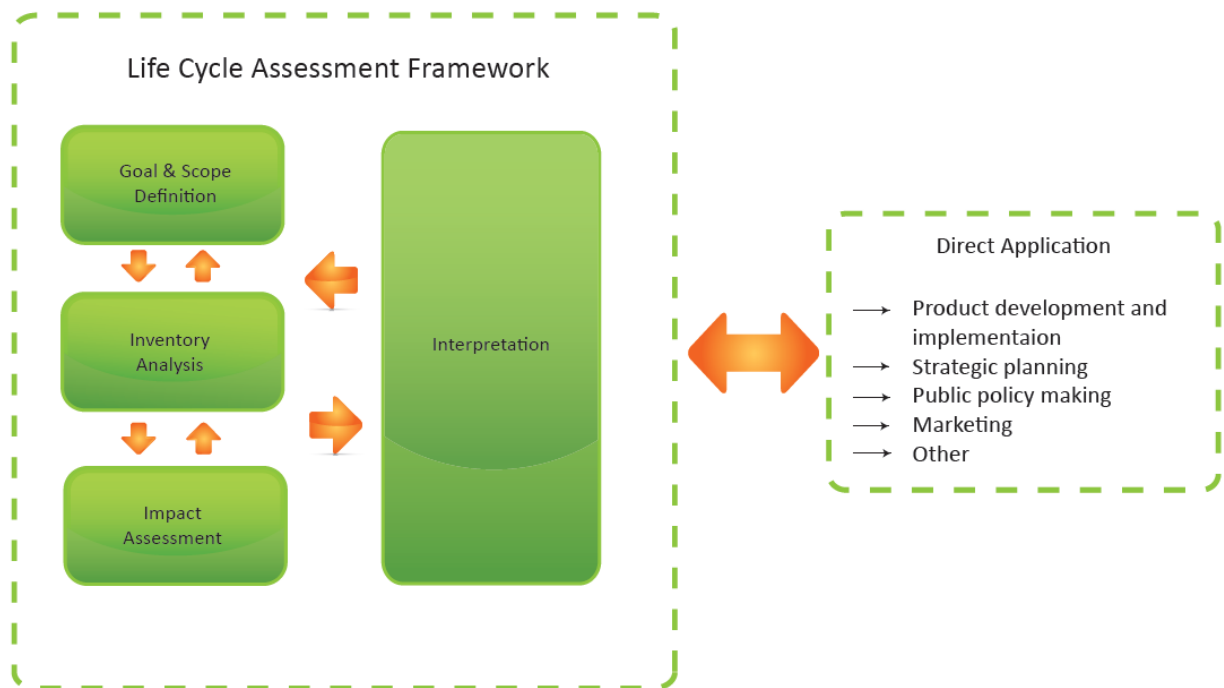 Life Cycle Assessment Framework
Goal & Scope
Definition
Inventory
Analysis
Impact
Assessment
Interpretation
Direct Application
Product development and
implementaion
Strategic planning
Public policy making
Marketing
Other